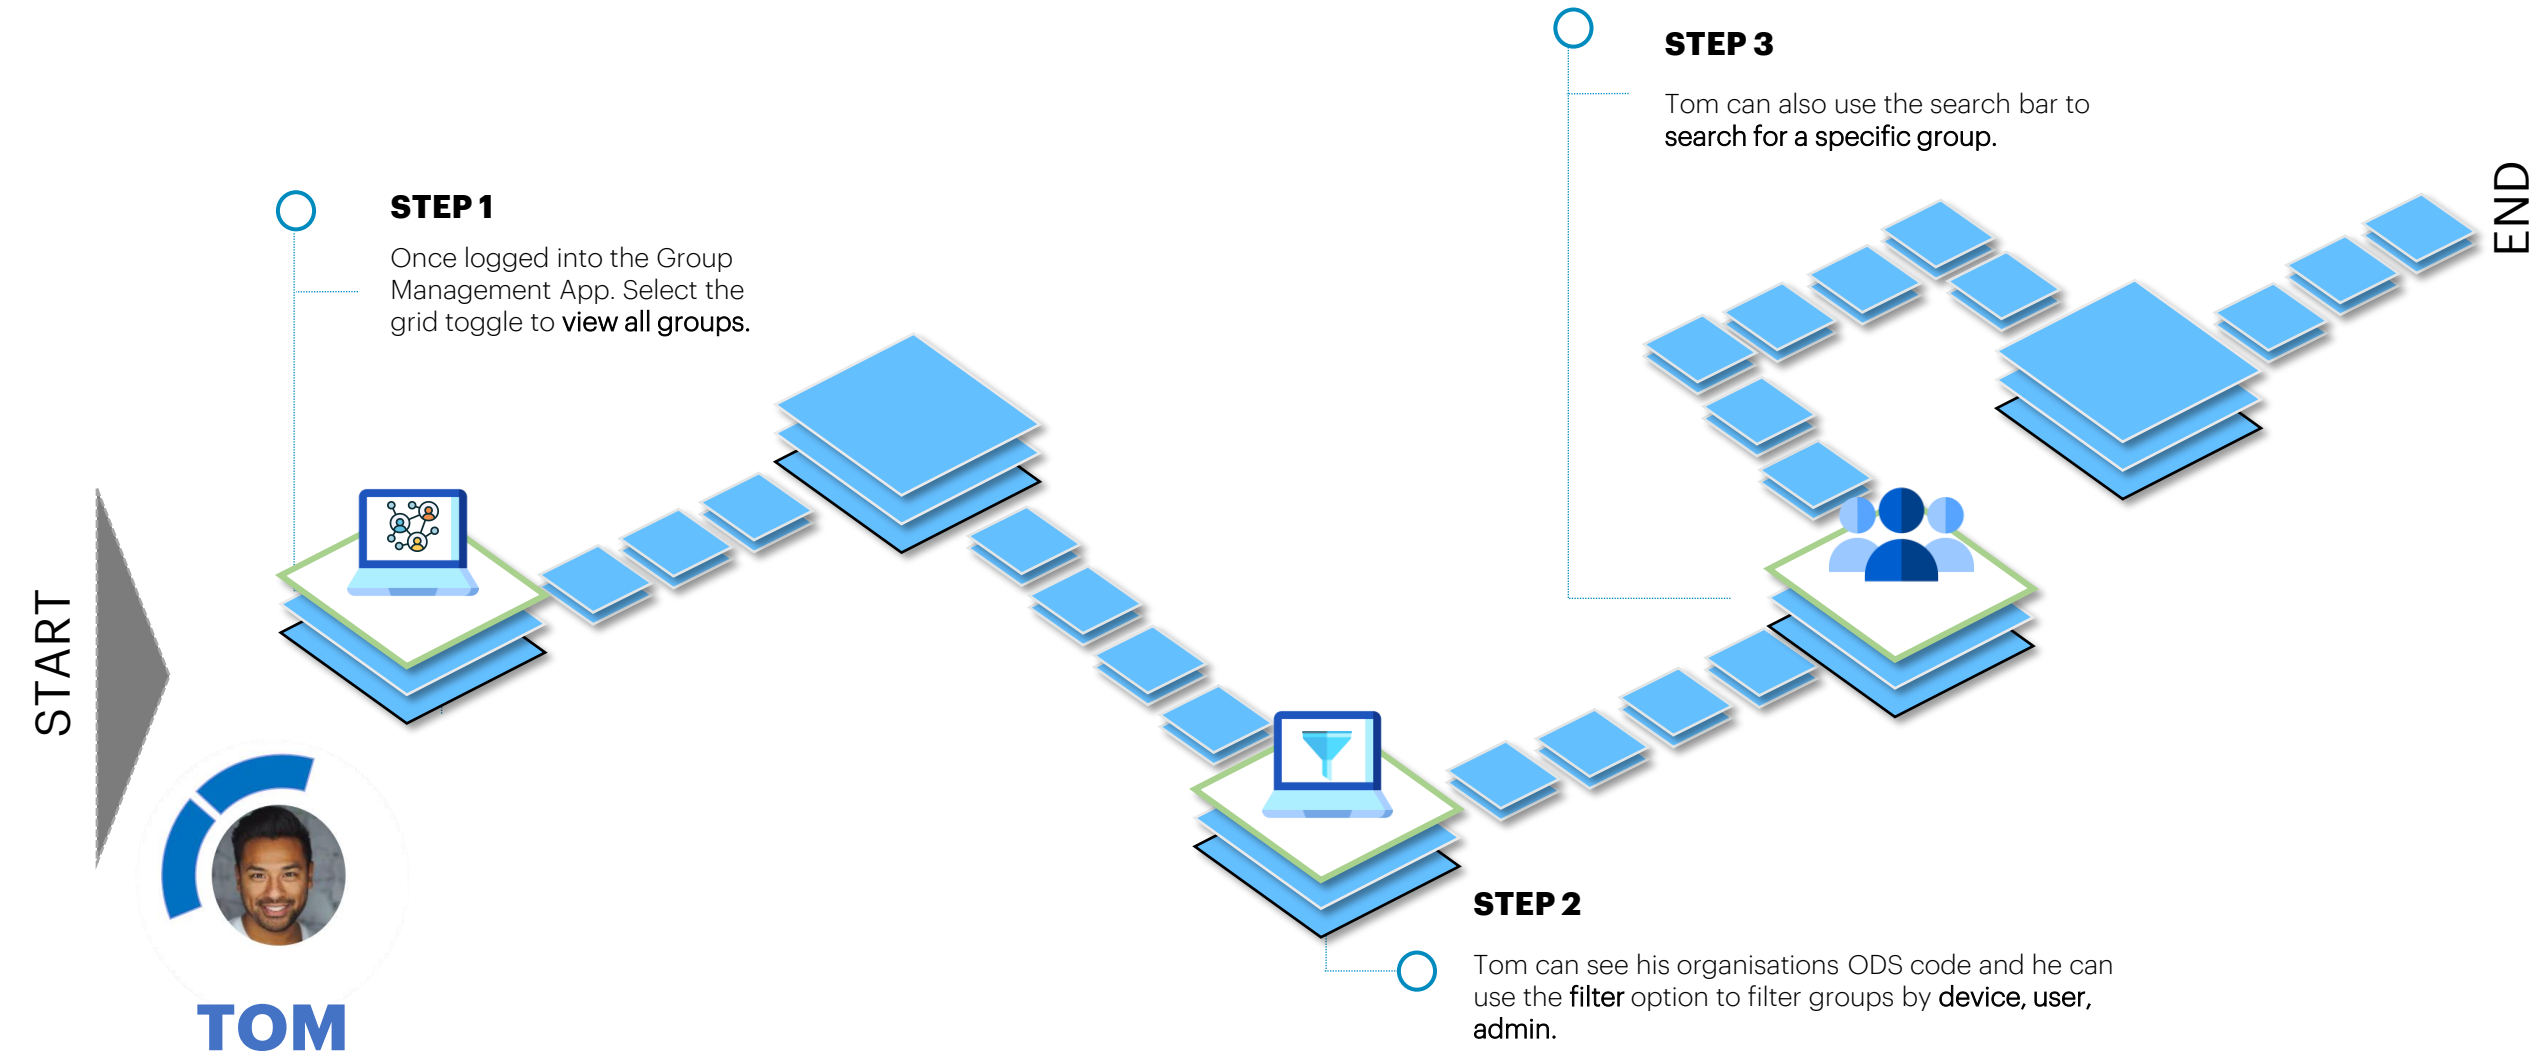 START
TOM
STEP 1
Once logged into the Group
Management App. Select the
grid toggle to view all groups.
STEP 2
Tom can see his organisations ODS code and he can
use the filter option to filter groups by device, user,
admin.
STEP 3
Tom can also use the search bar to
search for a specific group.
END